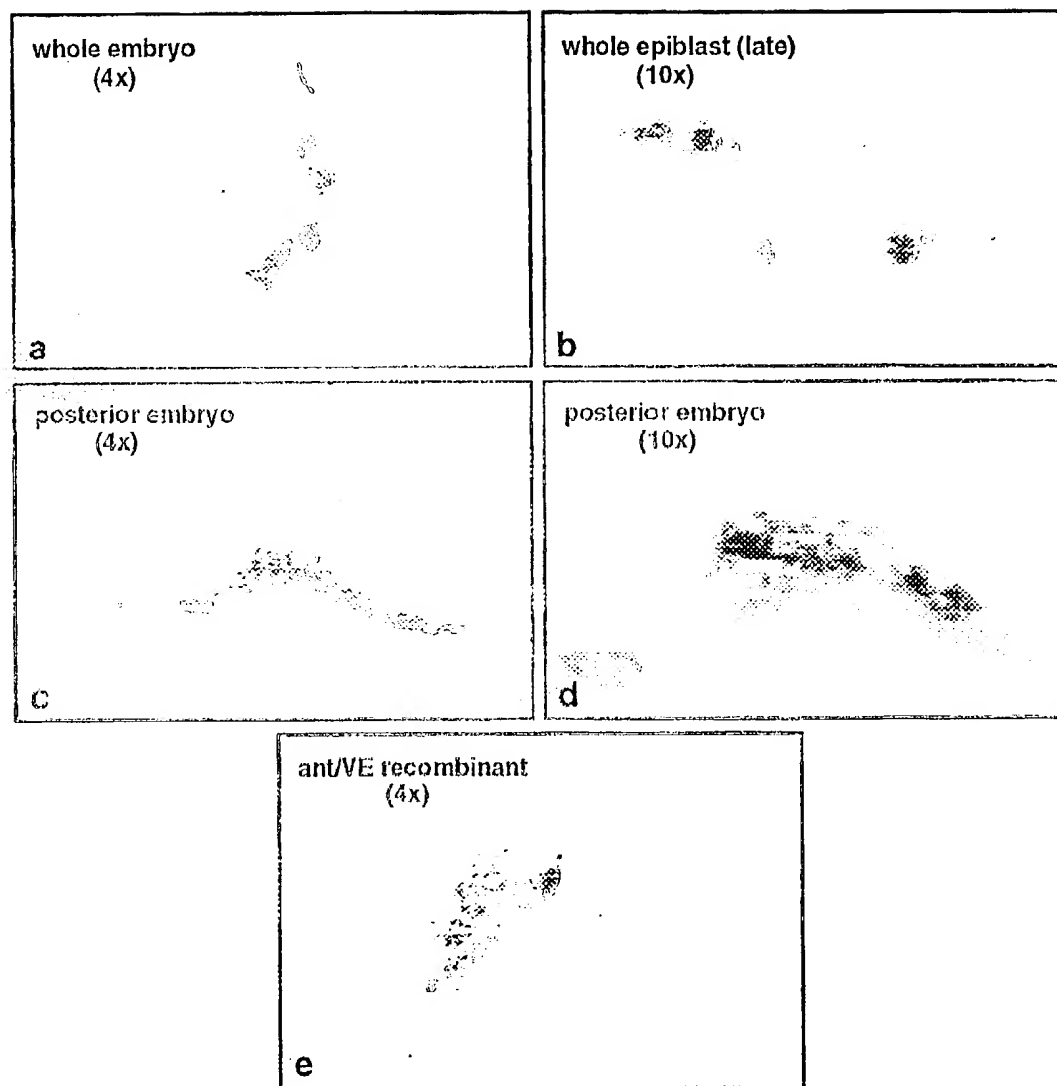 whole embryo
(4x)
a
whole epiblast (late)
(10x)
b
posterior embryo
(4x)
c
posterior embryo
(10x)
d
ant/VE recombinant
(4x)
e